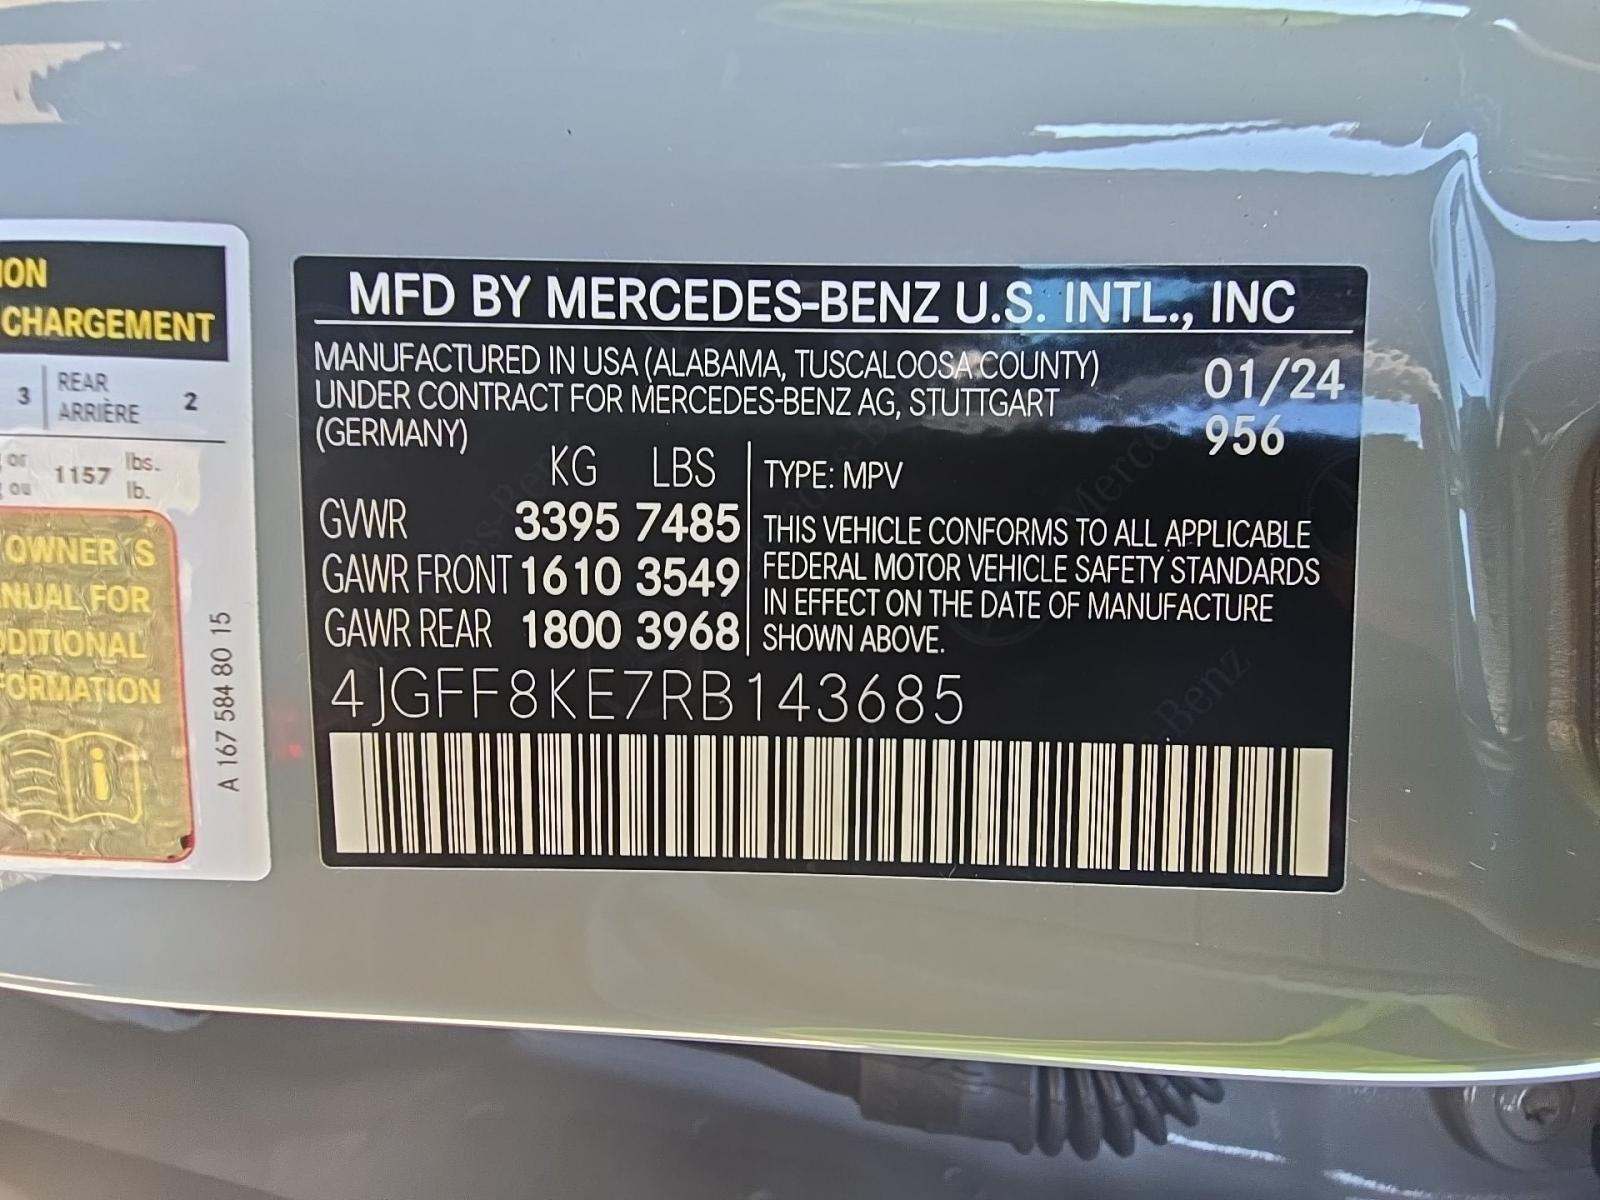 ION
CHARGEMENT
3 REAR 2
ARRIÈRE
or 1157 lbs.
ou lb.
OWNER'S
NUAL FOR
DDITIONAL
FORMATION
i
A 167 584 80 15
MFD BY MERCEDES-BENZ U.S. INTL., INC
MANUFACTURED IN USA (ALABAMA, TUSCALOOSA COUNTY)
UNDER CONTRACT FOR MERCEDES-BENZ AG, STUTTGART
(GERMANY)
01/24
956
KG LBS
GVWR 3395 7485
GAWR FRONT 1610 3549
GAWR REAR 1800 3968
TYPE: MPV
THIS VEHICLE CONFORMS TO ALL APPLICABLE
FEDERAL MOTOR VEHICLE SAFETY STANDARDS
IN EFFECT ON THE DATE OF MANUFACTURE
SHOWN ABOVE.
4JGFF8KE7RB143685